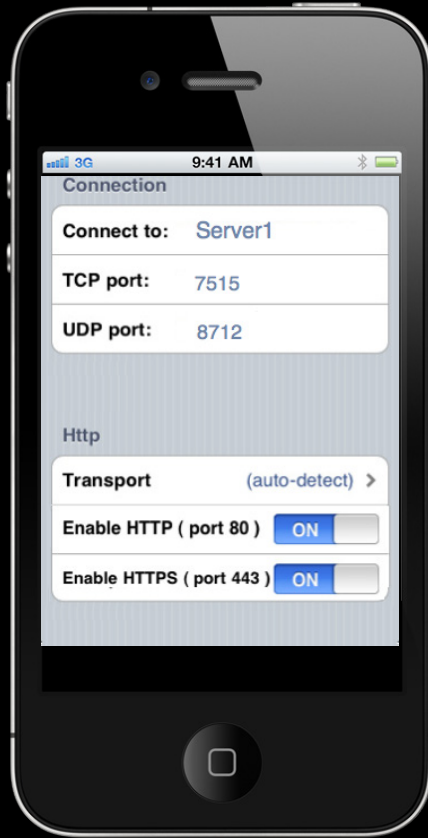 3G 9:41 AM
Connection
Connect to: Server1
TCP port: 7515
UDP port: 8712
Http
Transport (auto-detect) >
Enable HTTP ( port 80 ) ON
Enable HTTPS ( port 443 ) ON